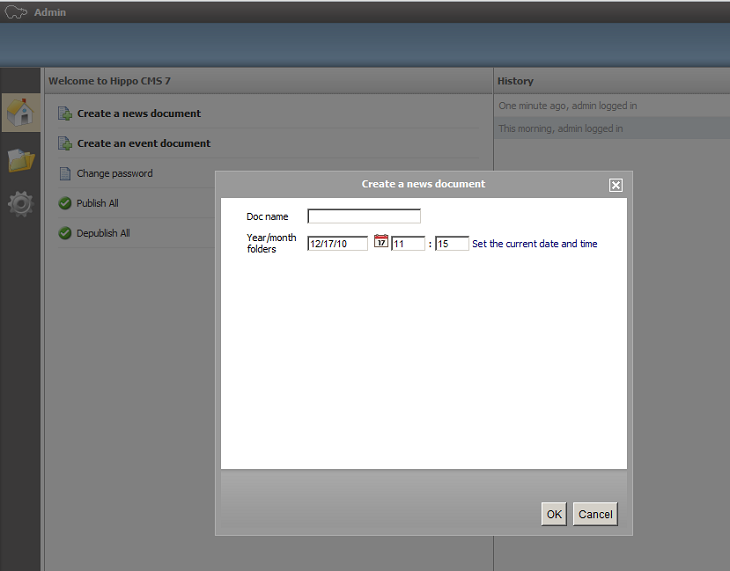 Admin
Welcome to Hippo CMS 7
History
Create a news document
One minute ago, admin logged in
This morning, admin logged in
Create an event document
Change password
Publish All
Depublish All
Create a news document
Doc name
Year/month folders
12/17/10 17 11 : 15 Set the current date and time
OK Cancel